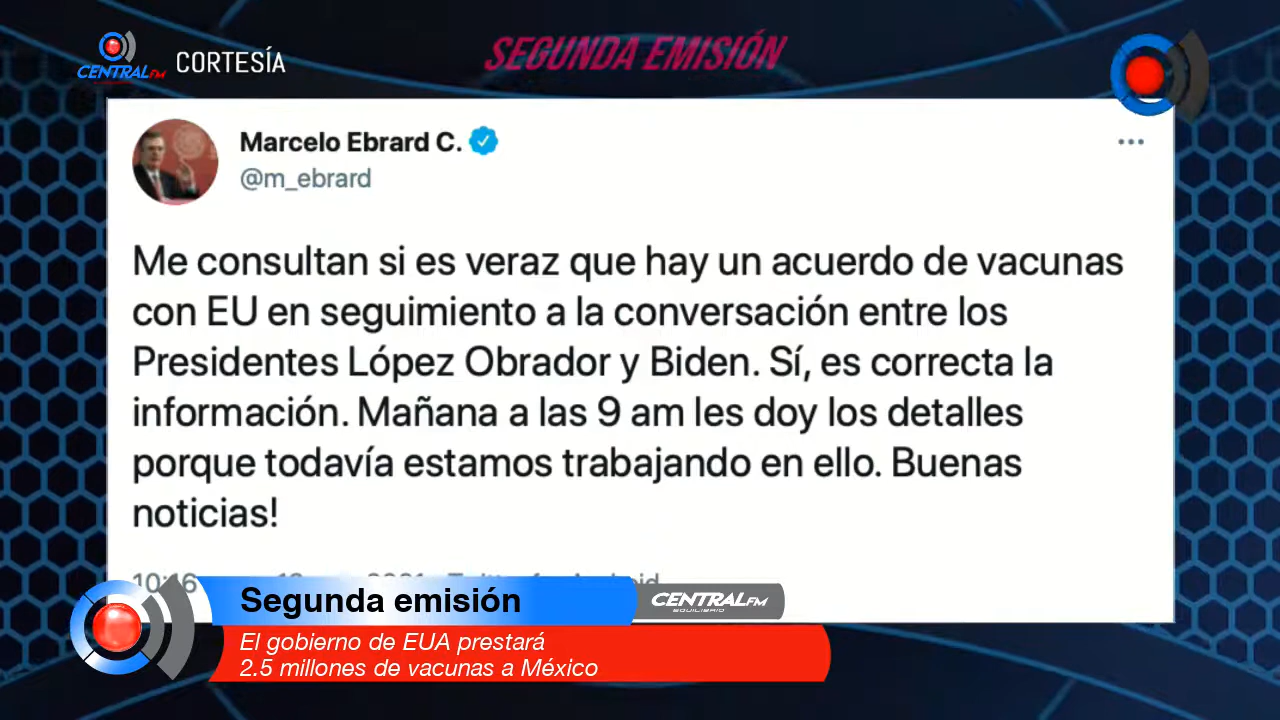 CENTRAL FM CORTESÍA
SEGUNDA EMISIÓN
Marcelo Ebrard C.
@m_ebrard
Me consultan si es veraz que hay un acuerdo de vacunas
con EU en seguimiento a la conversación entre los
Presidentes López Obrador y Biden. Sí, es correcta la
información. Mañana a las 9 am les doy los detalles
porque todavía estamos trabajando en ello. Buenas
noticias!
Segunda emisión
CENTRAL FM
EQUILIBRIO
El gobierno de EUA prestará
2.5 millones de vacunas a México